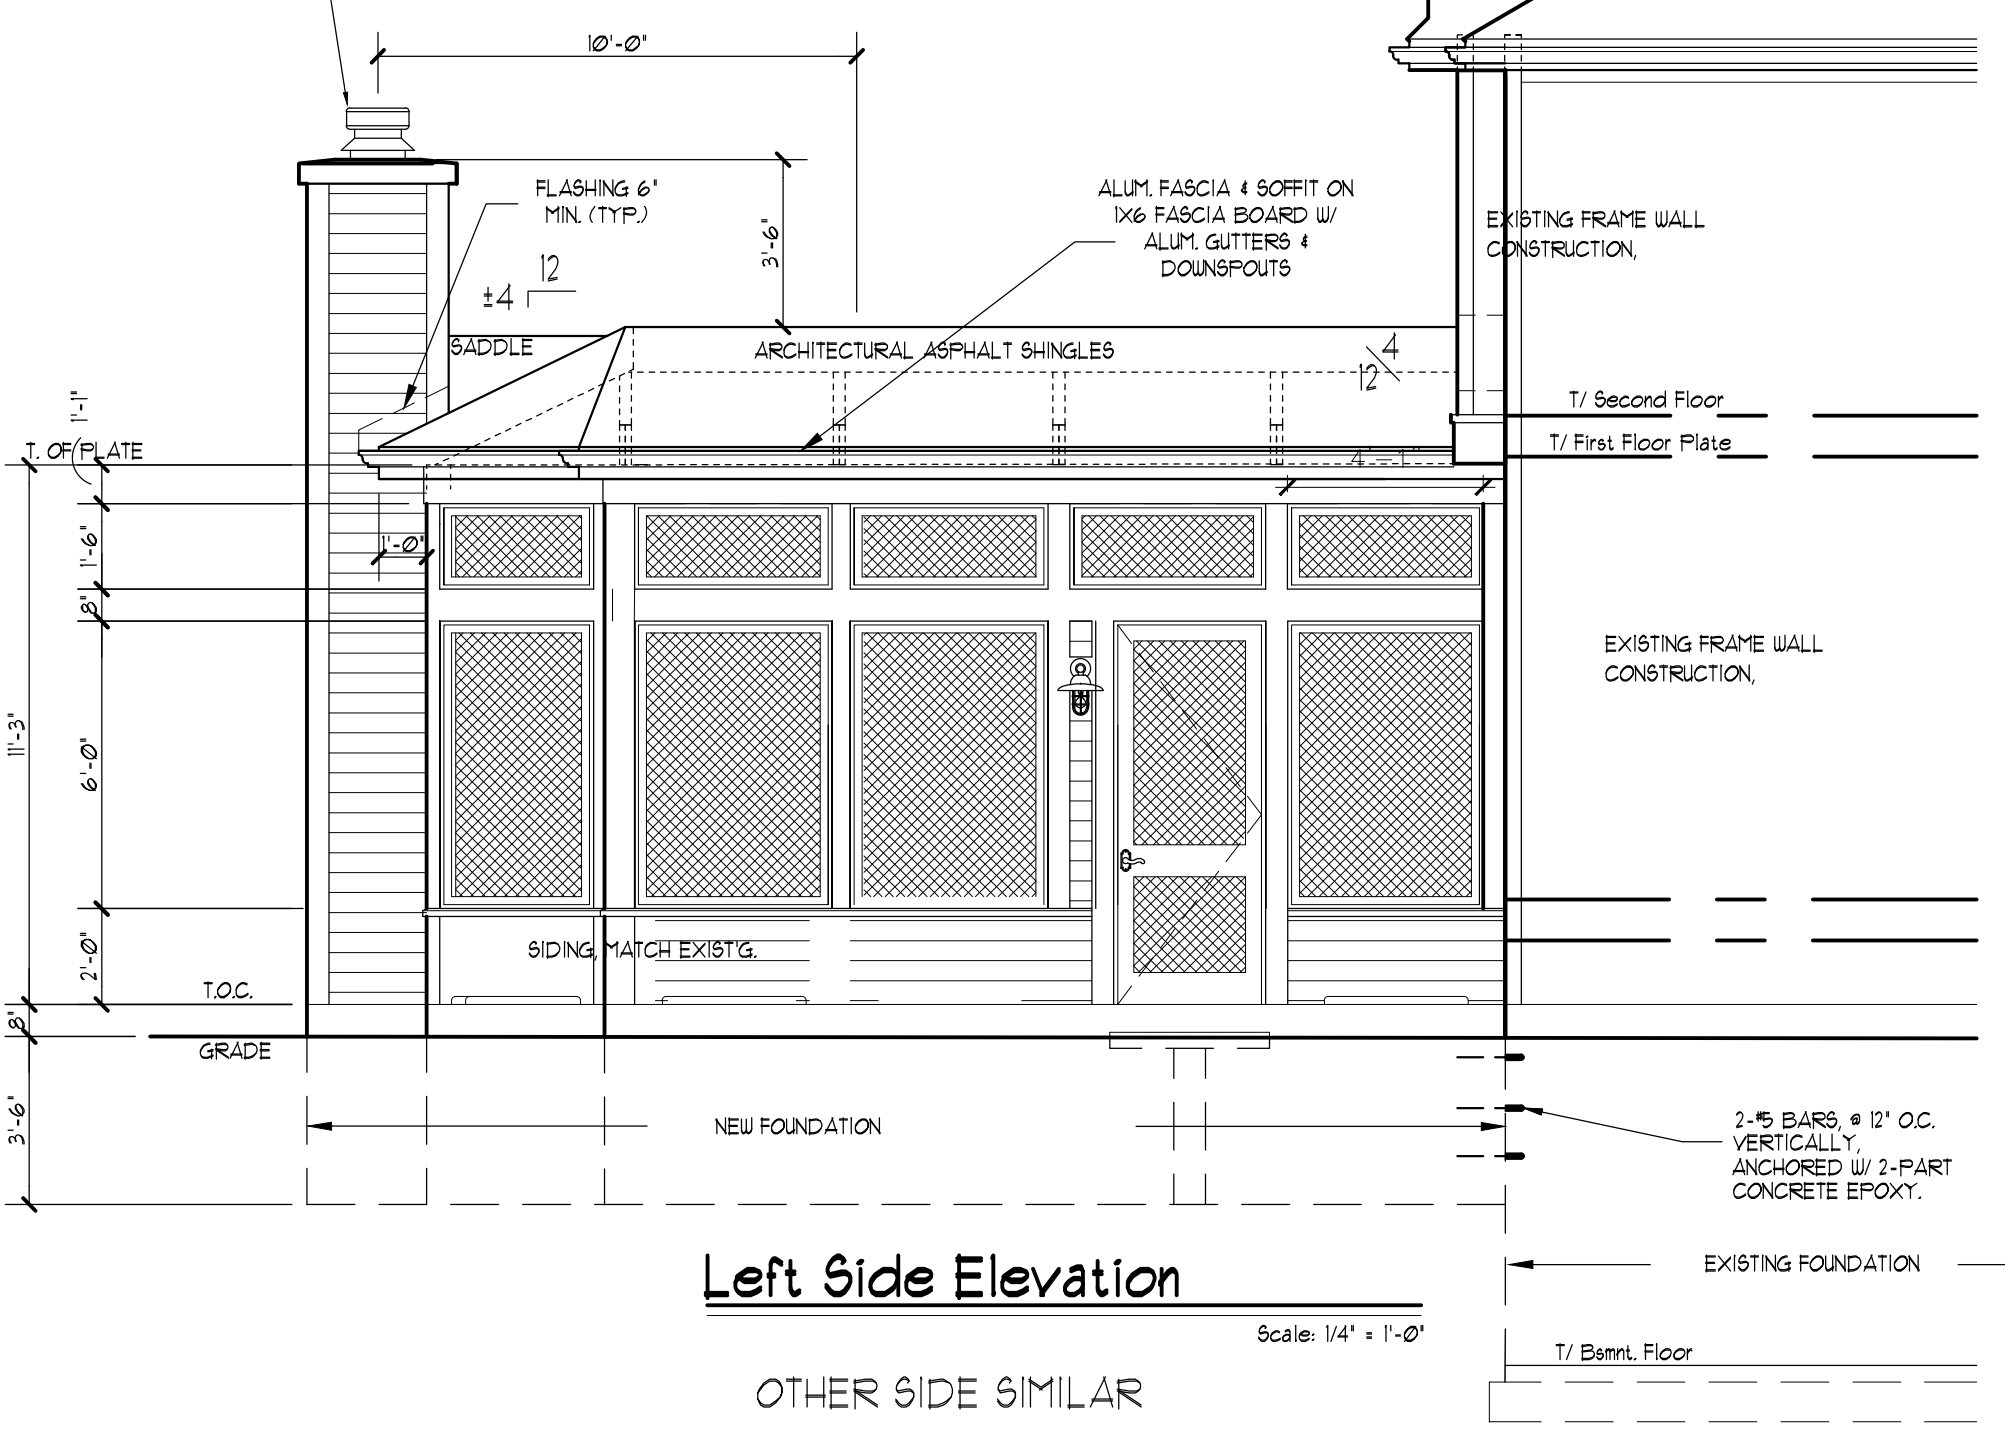 10'-0"
FLASHING 6"
MIN. (TYP.)
12
±4
3'-6"
ALUM. FASCIA & SOFFIT ON
1X6 FASCIA BOARD W/
ALUM. GUTTERS &
DOWNSPOUTS
EXISTING FRAME WALL
CONSTRUCTION,
SADDLE
ARCHITECTURAL ASPHALT SHINGLES
4
12
T/ Second Floor
T/ First Floor Plate
1'-1"
T. OF PLATE
4'-1"
1'-6"
1'-0"
8"
EXISTING FRAME WALL
CONSTRUCTION,
11'-3"
6'-0"
2'-0"
SIDING, MATCH EXIST'G.
T.O.C.
8"
GRADE
3'-6"
NEW FOUNDATION
2-#5 BARS, @ 12" O.C.
VERTICALLY,
ANCHORED W/ 2-PART
CONCRETE EPOXY.
EXISTING FOUNDATION
Left Side Elevation
Scale: 1/4" = 1'-0"
T/ Bsmnt. Floor
OTHER SIDE SIMILAR